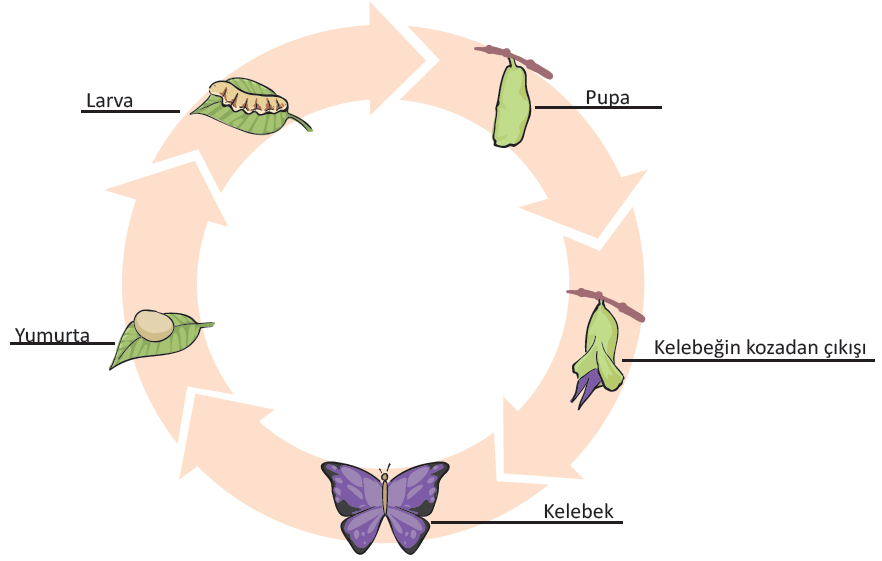 Larva
Pupa
Yumurta
Kelebeğin kozadan çıkışı
Kelebek